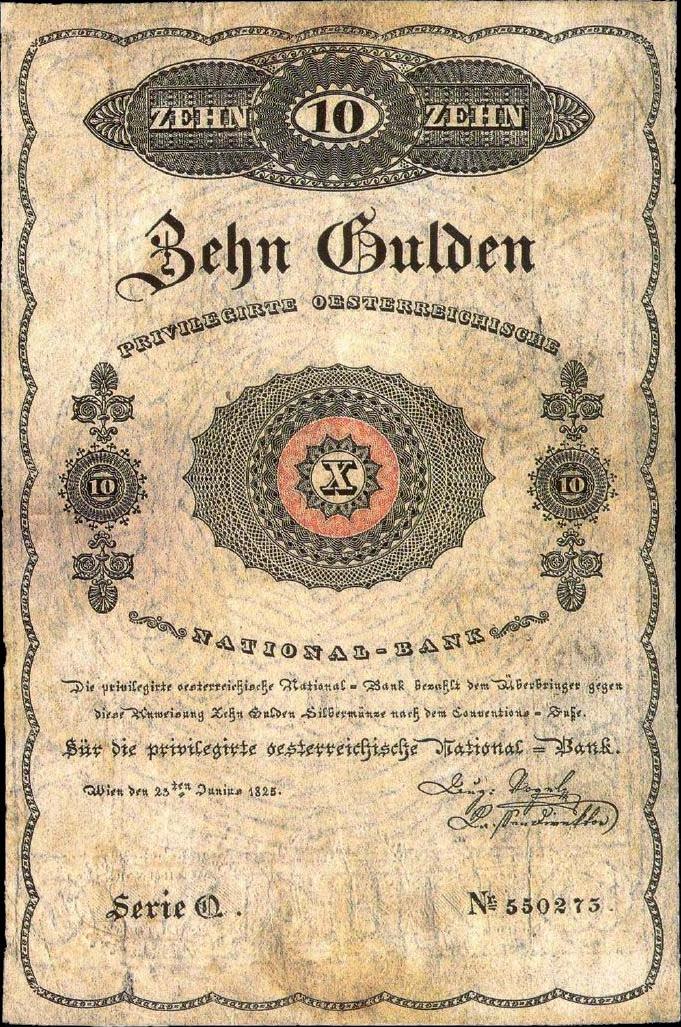 ZEHN 10 ZEHN
Zehn Gulden
PRIVILEGIRTE OESTERREICHISCHE
10 X 10
NATIONAL-BANK
Die privilegirte oesterreichische National = Bank bezahlt dem Überbringer gegen
diese Anweisung Zehn Gulden Silbermünze nach dem Conventions = Fuße.
Für die privilegirte oesterreichische National = Bank.
Wien den 23ten Junius 1825.
Cassendirektor
Serie Q.
Nr. 550273.